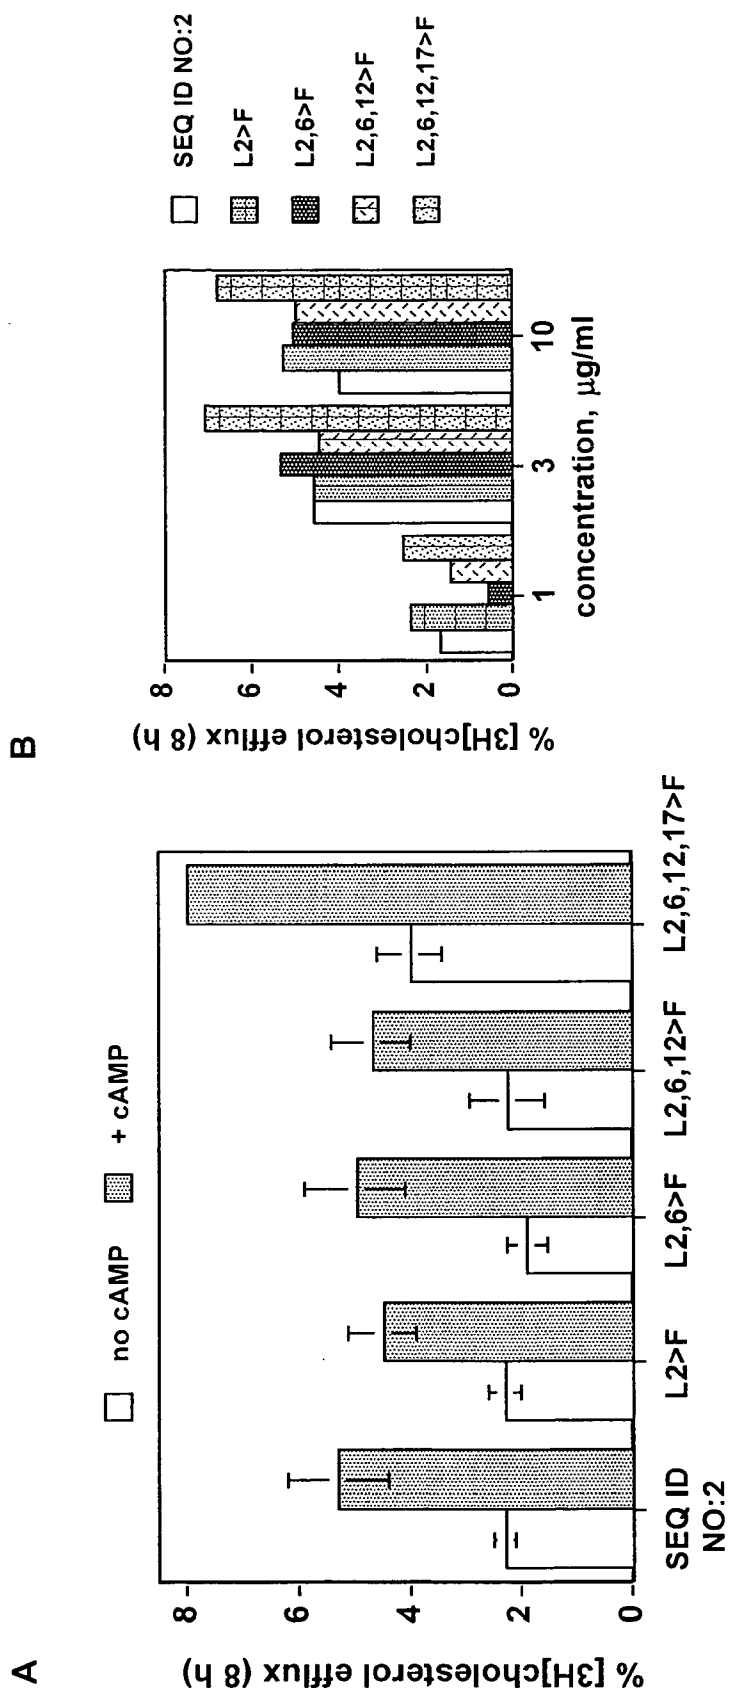 A
no cAMP
+ cAMP
% [3H]cholesterol efflux (8 h)
8
6
4
2
0
SEQ ID
NO:2
L2>F
L2,6>F
L2,6,12>F
L2,6,12,17>F
B
% [3H]cholesterol efflux (8 h)
8
6
4
2
0
1
3
10
concentration, µg/ml
SEQ ID NO:2
L2>F
L2,6>F
L2,6,12>F
L2,6,12,17>F